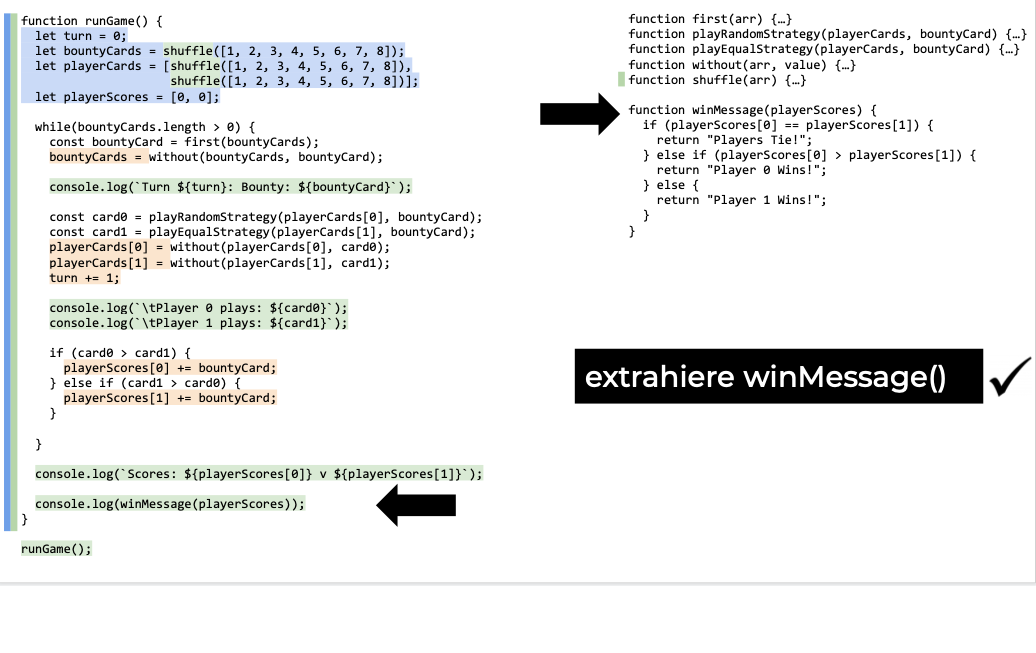 function runGame() {
  let turn = 0;
  let bountyCards = shuffle([1, 2, 3, 4, 5, 6, 7, 8]);
  let playerCards = [shuffle([1, 2, 3, 4, 5, 6, 7, 8]),
                     shuffle([1, 2, 3, 4, 5, 6, 7, 8])];
  let playerScores = [0, 0];
  while(bountyCards.length > 0) {
    const bountyCard = first(bountyCards);
    bountyCards = without(bountyCards, bountyCard);
    console.log(`Turn ${turn}: Bounty: ${bountyCard}`);
    const card0 = playRandomStrategy(playerCards[0], bountyCard);
    const card1 = playEqualStrategy(playerCards[1], bountyCard);
    playerCards[0] = without(playerCards[0], card0);
    playerCards[1] = without(playerCards[1], card1);
    turn += 1;
    console.log(`\tPlayer 0 plays: ${card0}`);
    console.log(`\tPlayer 1 plays: ${card1}`);
    if (card0 > card1) {
      playerScores[0] += bountyCard;
    } else if (card1 > card0) {
      playerScores[1] += bountyCard;
    }
  }
  console.log(`Scores: ${playerScores[0]} v ${playerScores[1]}`);
  console.log(winMessage(playerScores));
}
runGame();
function first(arr) {…}
function playRandomStrategy(playerCards, bountyCard) {…}
function playEqualStrategy(playerCards, bountyCard) {…}
function without(arr, value) {…}
function shuffle(arr) {…}
function winMessage(playerScores) {
  if (playerScores[0] == playerScores[1]) {
    return "Players Tie!";
  } else if (playerScores[0] > playerScores[1]) {
    return "Player 0 Wins!";
  } else {
    return "Player 1 Wins!";
  }
}
extrahiere winMessage()